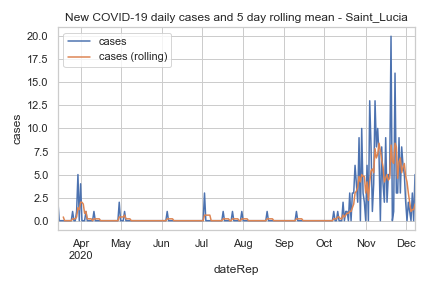 New COVID-19 daily cases and 5 day rolling mean - Saint_Lucia
cases
cases (rolling)
20.0
17.5
15.0
12.5
10.0
7.5
5.0
2.5
0.0
cases
Apr May Jun Jul Aug Sep Oct Nov Dec
2020
dateRep